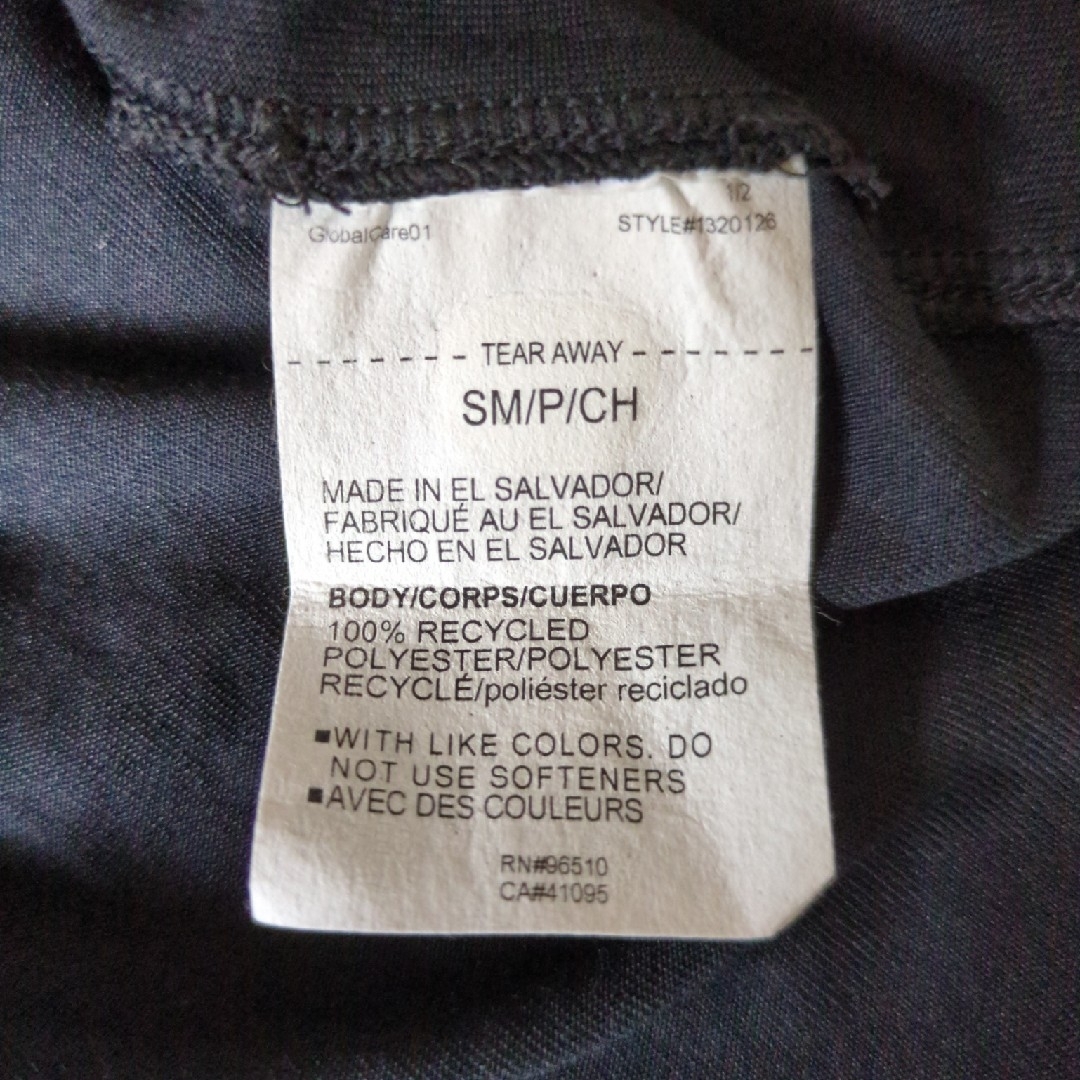 1/2
GlobalCare01 STYLE#1320126
TEAR AWAY
SM/P/CH
MADE IN EL SALVADOR/
FABRIQUÉ AU EL SALVADOR/
HECHO EN EL SALVADOR
BODY/CORPS/CUERPO
100% RECYCLED
POLYESTER/POLYESTER
RECYCLÉ/poliéster reciclado
■WITH LIKE COLORS. DO
NOT USE SOFTENERS
■AVEC DES COULEURS
RN#96510
CA#41095